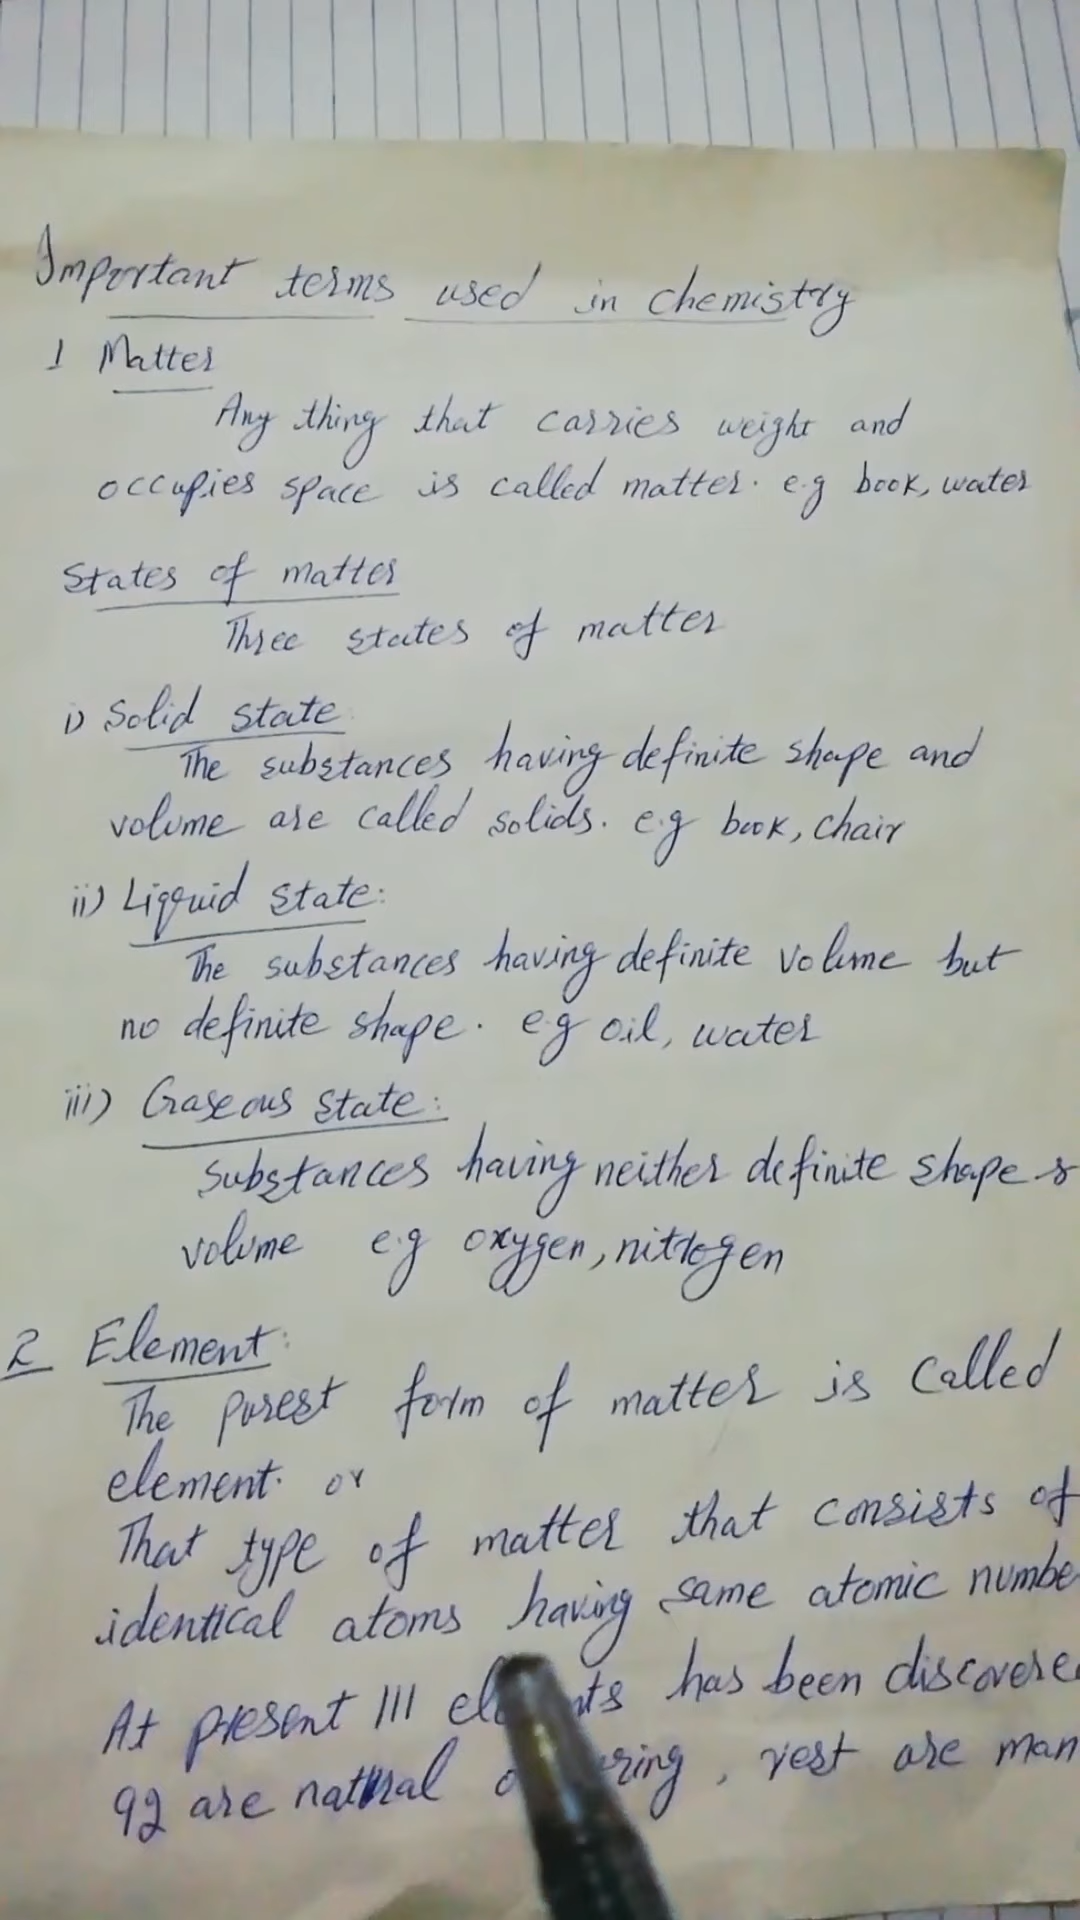 Important terms used in chemistry
1 Matter
Any thing that carries weight and
occupies space is called matter. e.g book, water
States of matter
Three states of matter
i) Solid state
The substances having definite shape and
volume are called solids. e.g book, chair
ii) Liquid state:
The substances having definite volume but
no definite shape. e.g oil, water
iii) Gaseous state:
Substances having neither definite shape &
volume e.g oxygen, nitrogen
2 Element:
The purest form of matter is called
element. or
That type of matter that consists of
identical atoms having same atomic numbe
At present 111 has been discovere
92 are natural , rest are man